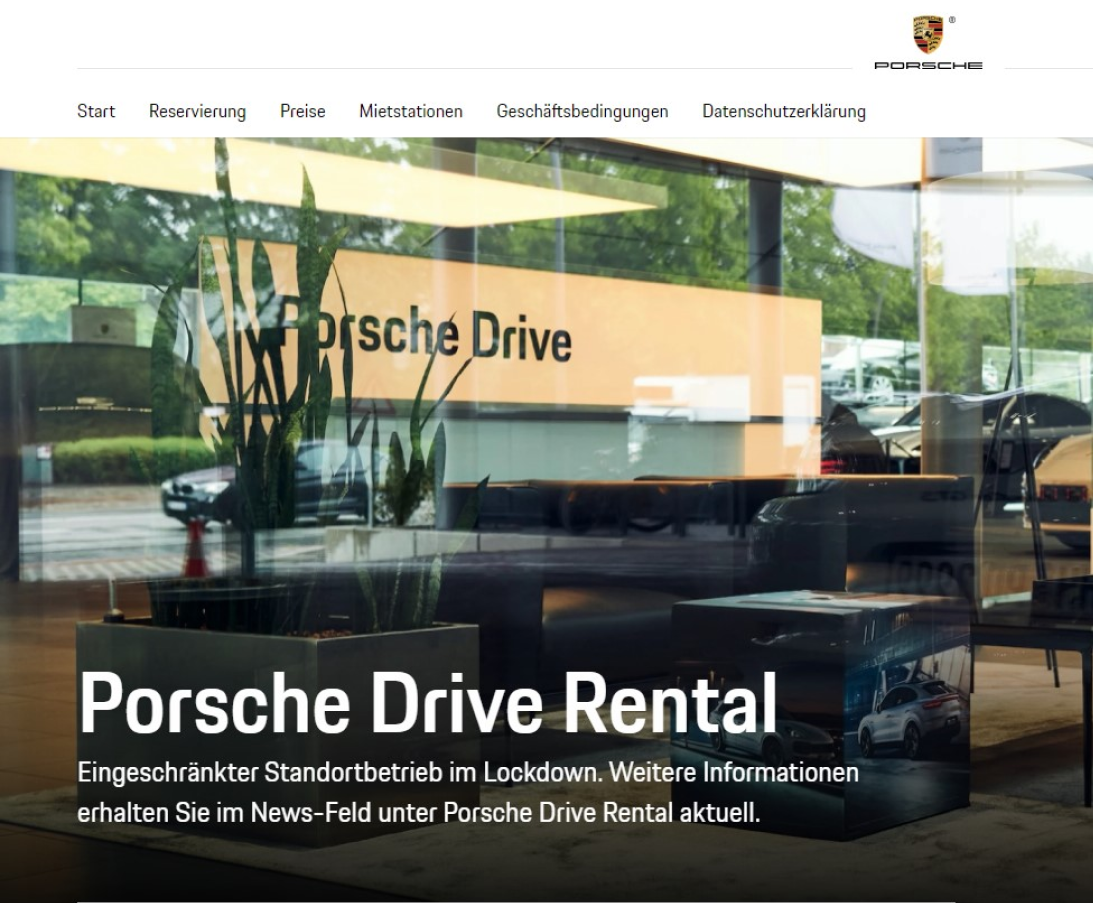 PORSCHE
Start Reservierung Preise Mietstationen Geschäftsbedingungen Datenschutzerklärung
Porsche Drive
Porsche Drive Rental
Eingeschränkter Standortbetrieb im Lockdown. Weitere Informationen
erhalten Sie im News-Feld unter Porsche Drive Rental aktuell.